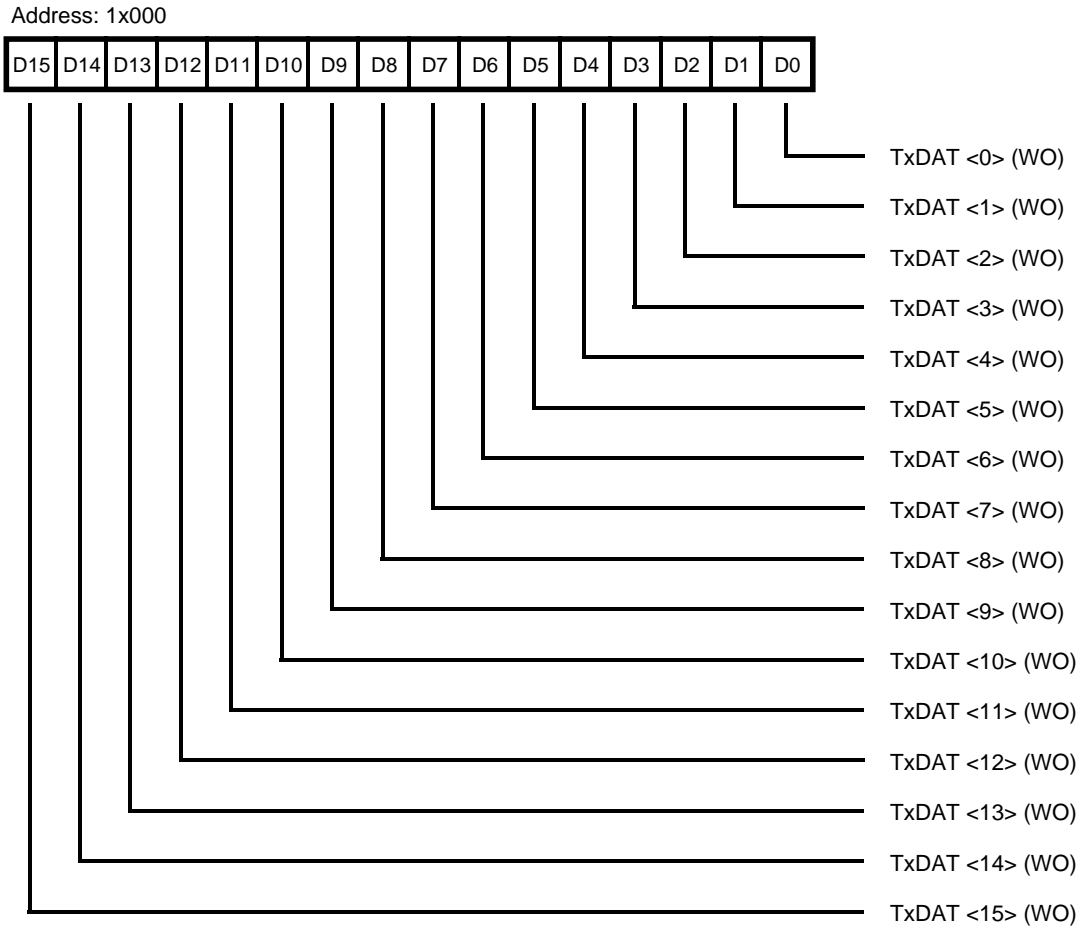 Address: 1x000
D15 D14 D13 D12 D11 D10 D9 D8 D7 D6 D5 D4 D3 D2 D1 D0
TxDAT <0> (WO)
TxDAT <1> (WO)
TxDAT <2> (WO)
TxDAT <3> (WO)
TxDAT <4> (WO)
TxDAT <5> (WO)
TxDAT <6> (WO)
TxDAT <7> (WO)
TxDAT <8> (WO)
TxDAT <9> (WO)
TxDAT <10> (WO)
TxDAT <11> (WO)
TxDAT <12> (WO)
TxDAT <13> (WO)
TxDAT <14> (WO)
TxDAT <15> (WO)